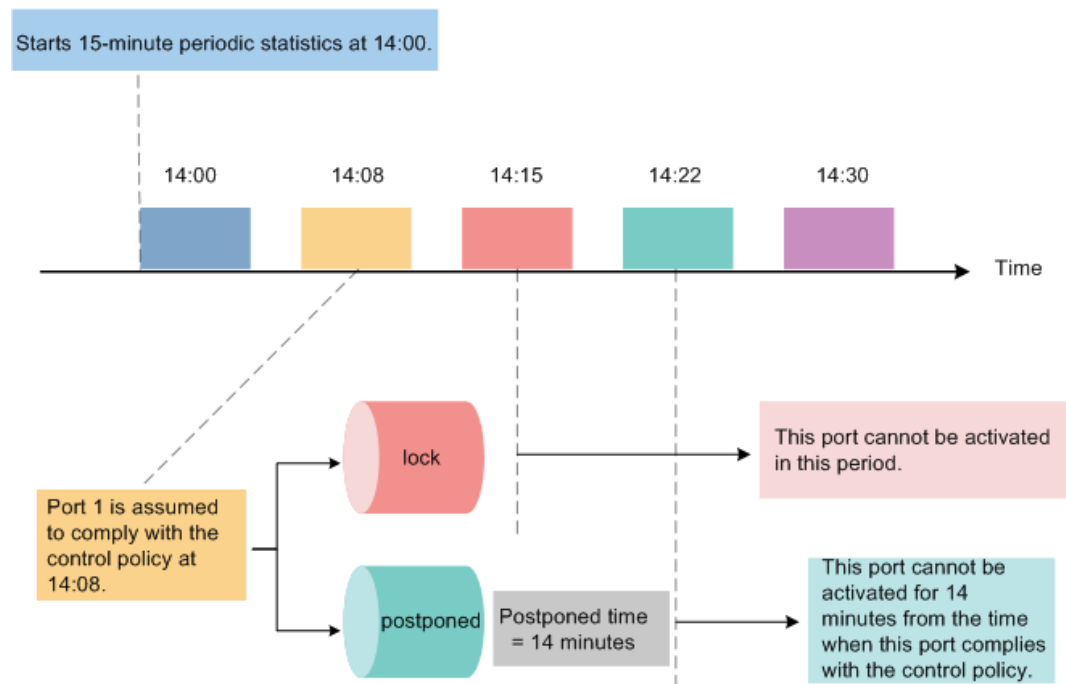 Starts 15-minute periodic statistics at 14:00.
14:00
14:08
14:15
14:22
14:30
Time
lock
This port cannot be activated
in this period.
Port 1 is assumed
to comply with the
control policy at
14:08.
postponed
Postponed time
= 14 minutes
This port cannot be
activated for 14
minutes from the time
when this port complies
with the control policy.